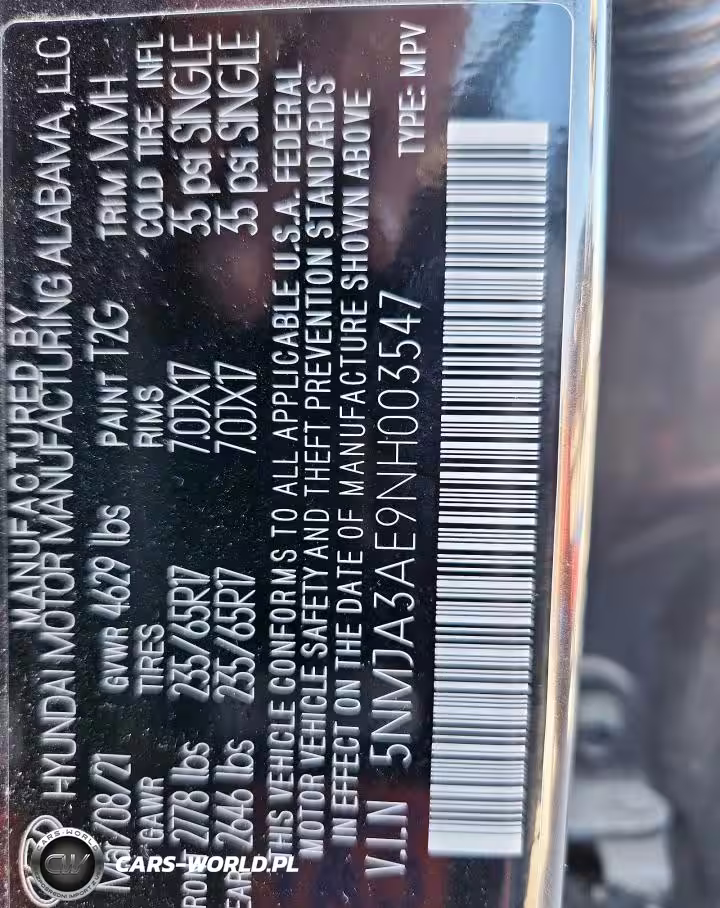 MANUFACTURED BY
HYUNDAI MOTOR MANUFACTURING ALABAMA, LLC
/08/21 GVWR 4629 lbs PAINT T2G TRIM MMH
GAWR TIRES RIMS COLD TIRE INFL
2778 lbs 235/65R17 7.0JX17 35 psi SINGLE
2646 lbs 235/65R17 7.0JX17 35 psi SINGLE
THIS VEHICLE CONFORMS TO ALL APPLICABLE U.S.A. FEDERAL
MOTOR VEHICLE SAFETY AND THEFT PREVENTION STANDARDS
IN EFFECT ON THE DATE OF MANUFACTURE SHOWN ABOVE
V.I.N 5NMJA3AE9NH003547 TYPE: MPV
CARS-WORLD
CW
CARS-WORLD.PL